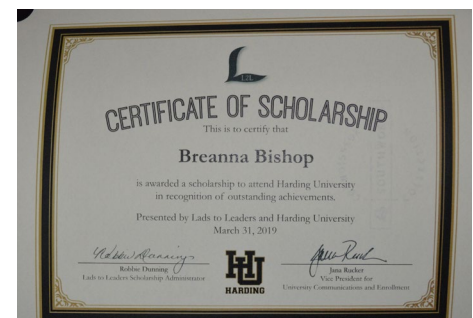 L2L
CERTIFICATE OF SCHOLARSHIP
This is to certify that
Breanna Bishop
is awarded a scholarship to attend Harding University
in recognition of outstanding achievements.
Presented by Lads to Leaders and Harding University
March 31, 2019
Robbie Dunning
Lads to Leaders Scholarship Administrator
HU
HARDING
Jana Rucker
Vice President for
University Communications and Enrollment